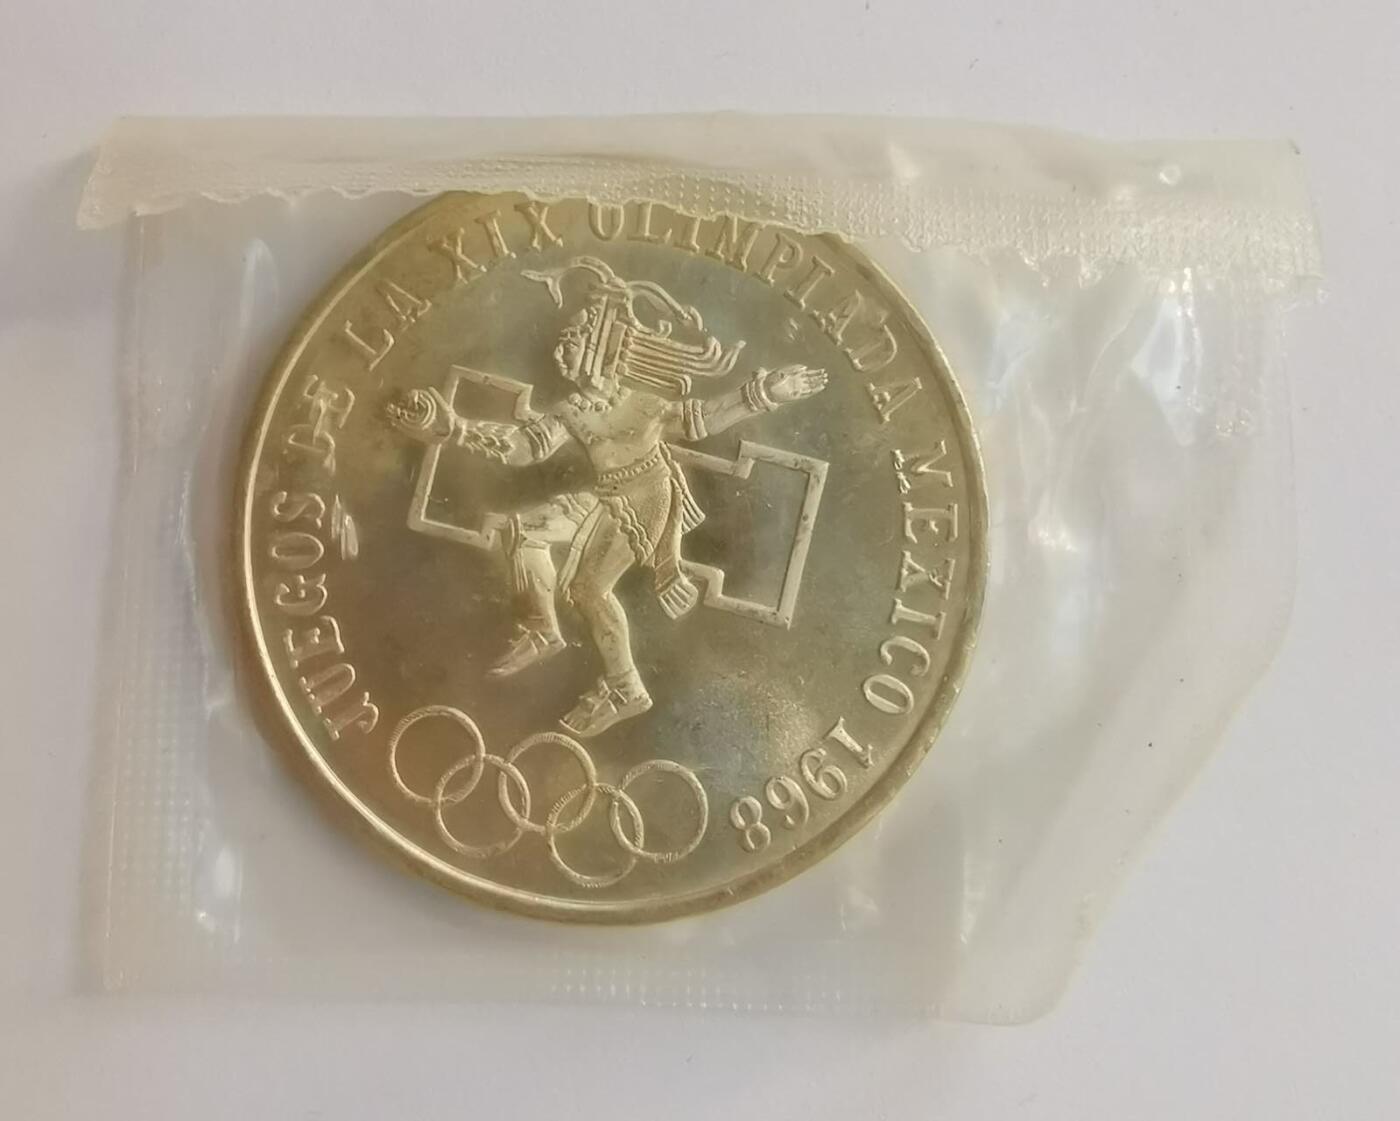 JUEGOS DE LA XIX OLIMPIADA MEXICO 1968